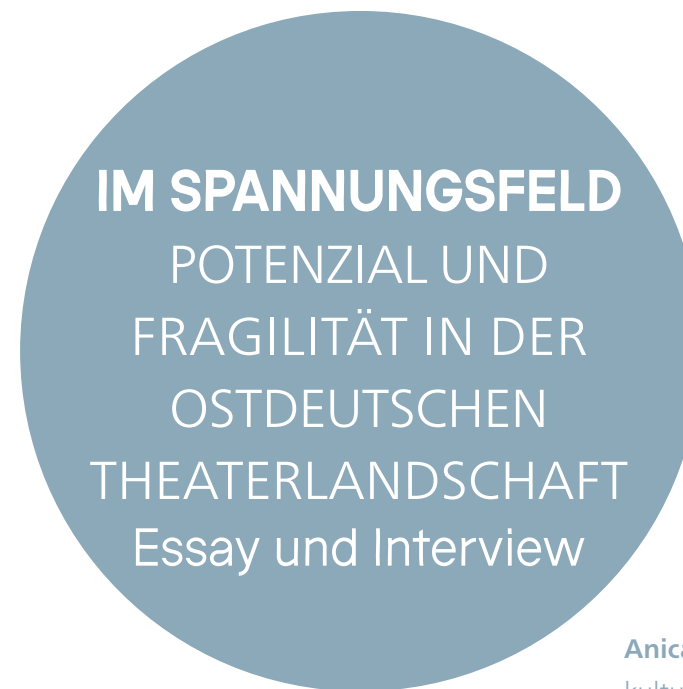 IM SPANNUNGSFELD
POTENZIAL UND
FRAGILITÄT IN DER
OSTDEUTSCHEN
THEATERLANDSCHAFT
Essay und Interview